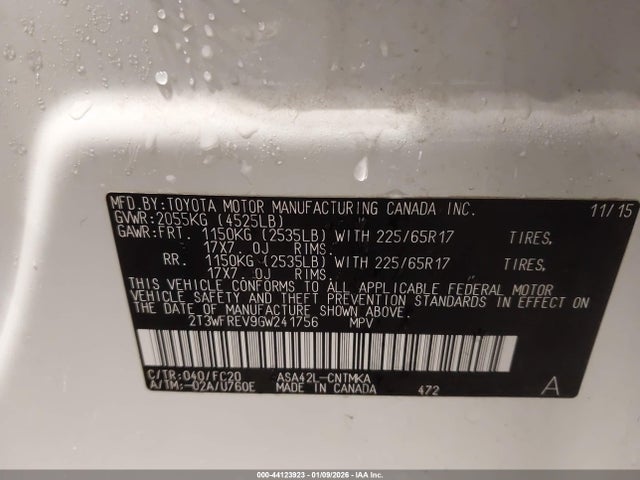 MFD.BY:TOYOTA MOTOR MANUFACTURING CANADA INC. 11/15
GVWR:2055KG (4525LB)
GAWR:FRT. 1150KG (2535LB) WITH 225/65R17 TIRES.
17X7.0J RIMS.
RR. 1150KG (2535LB) WITH 225/65R17 TIRES.
17X7.0J RIMS.
THIS VEHICLE CONFORMS TO ALL APPLICABLE FEDERAL MOTOR
VEHICLE SAFETY AND THEFT PREVENTION STANDARDS IN EFFECT ON
THE DATE OF MANUFACTURE SHOWN ABOVE.
2T3WFREV9GW241756 MPV
C/TR:040/FC20 ASA42L-CNTMKA
A/TM:-02A/U760E MADE IN CANADA 472 A
000-44123923 - 01/09/2026 - IAA Inc.